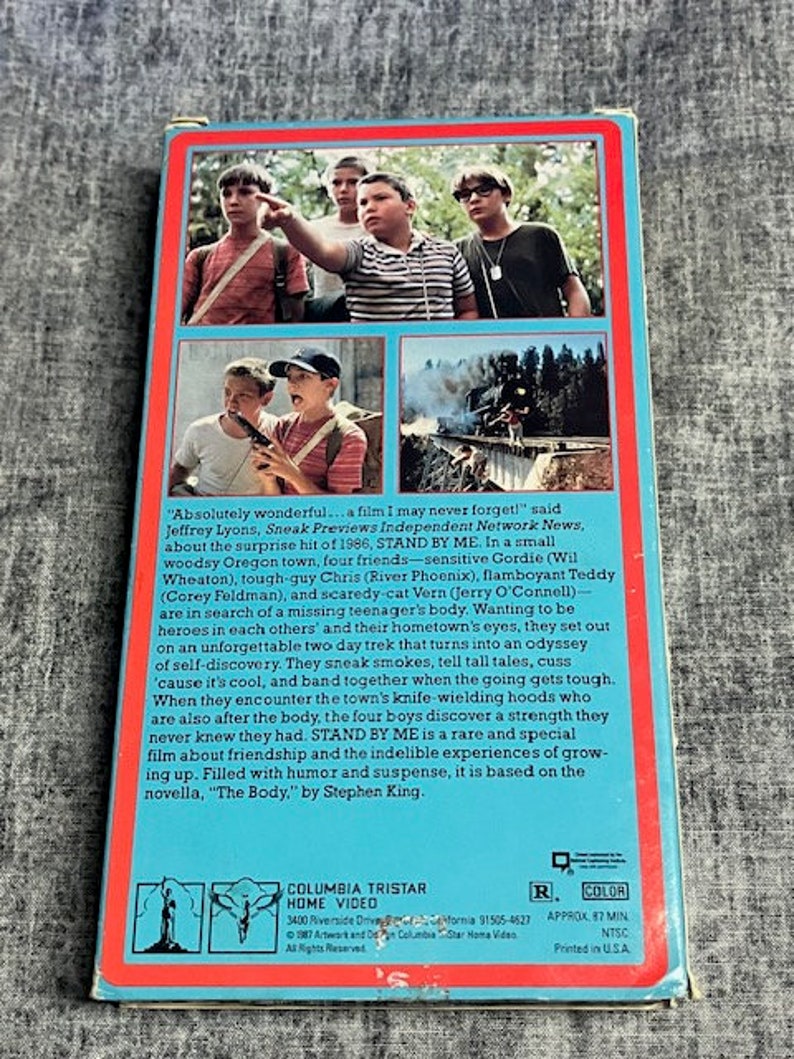 "Absolutely wonderful...a film I may never forget!" said
Jeffrey Lyons, Sneak Previews Independent Network News,
about the surprise hit of 1986, STAND BY ME. In a small
woodsy Oregon town, four friends—sensitive Gordie (Wil
Wheaton), tough-guy Chris (River Phoenix), flamboyant Teddy
(Corey Feldman), and scaredy-cat Vern (Jerry O'Connell)—
are in search of a missing teenager's body. Wanting to be
heroes in each others' and their hometown's eyes, they set out
on an unforgettable two day trek that turns into an odyssey
of self-discovery. They sneak smokes, tell tall tales, cuss
'cause it's cool, and band together when the going gets tough.
When they encounter the town's knife-wielding hoods who
are also after the body, the four boys discover a strength they
never knew they had. STAND BY ME is a rare and special
film about friendship and the indelible experiences of grow-
ing up. Filled with humor and suspense, it is based on the
novella, "The Body," by Stephen King.
COLUMBIA TRISTAR
HOME VIDEO
3400 Riverside Drive, California 91505-4627
© 1987 Artwork and Columbia Star Home Video.
All Rights Reserved.
R COLOR
APPROX. 87 MIN.
NTSC
Printed in U.S.A.